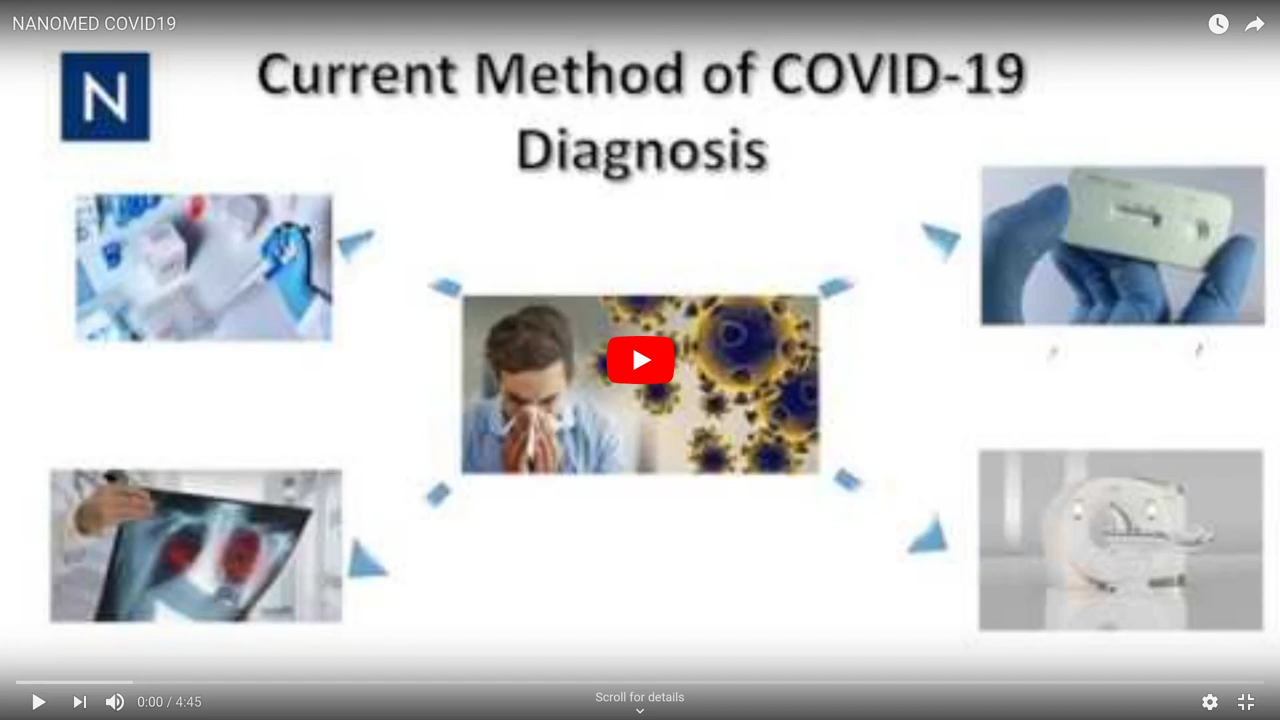 NANOMED COVID19
N
Current Method of COVID-19
Diagnosis
0:00 / 4:45
Scroll for details